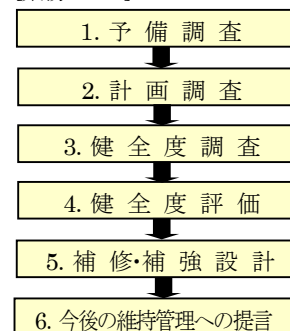 1. 予 備 調 査
2. 計 画 調 査
3. 健 全 度 調 査
4. 健 全 度 評 価
5. 補 修・補 強 設 計
6. 今後の維持管理への提言